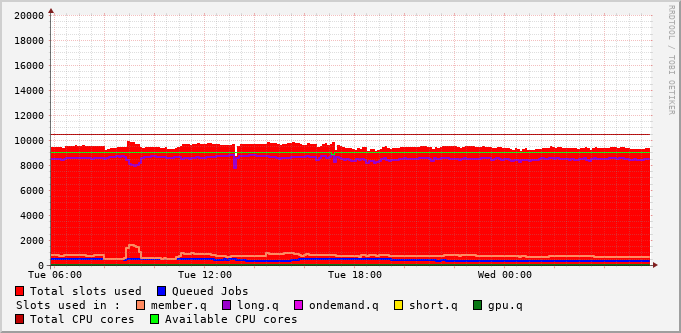 20000
18000
16000
14000
12000
10000
8000
6000
4000
2000
0
Tue 06:00 Tue 12:00 Tue 18:00 Wed 00:00
Total slots used Queued Jobs
Slots used in : member.q long.q ondemand.q short.q gpu.q
Total CPU cores Available CPU cores
RRDTOOL / TOBI OETIKER